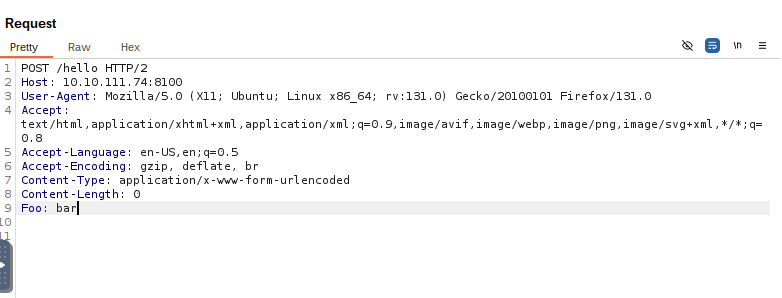 Request
Pretty Raw Hex \n
1 POST /hello HTTP/2
2 Host: 10.10.111.74:8100
3 User-Agent: Mozilla/5.0 (X11; Ubuntu; Linux x86_64; rv:131.0) Gecko/20100101 Firefox/131.0
4 Accept:
text/html,application/xhtml+xml,application/xml;q=0.9,image/avif,image/webp,image/png,image/svg+xml,*/*;q=
0.8
5 Accept-Language: en-US,en;q=0.5
6 Accept-Encoding: gzip, deflate, br
7 Content-Type: application/x-www-form-urlencoded
8 Content-Length: 0
9 Foo: bar
10
11